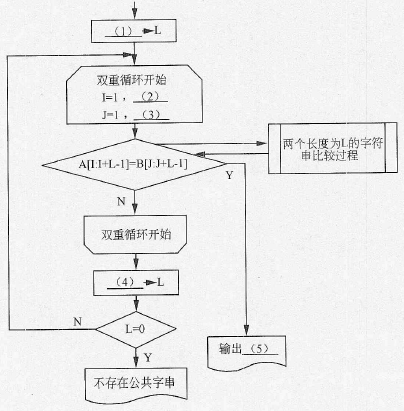 （1）→L
双重循环开始
I=1，（2）
J=1，（3）
A[I:I+L-1]=B[J:J+L-1]
两个长度为L的字符
串比较过程
Y
N
双重循环开始
（4）→L
N
L=0
Y
输出（5）
不存在公共字串